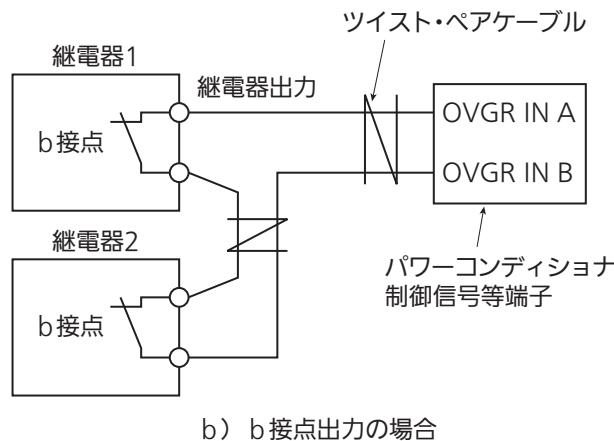 ツイスト・ペアケーブル
継電器1
継電器出力
b接点
OVGR IN A
OVGR IN B
継電器2
b接点
パワーコンディショナ
制御信号等端子
b） b接点出力の場合